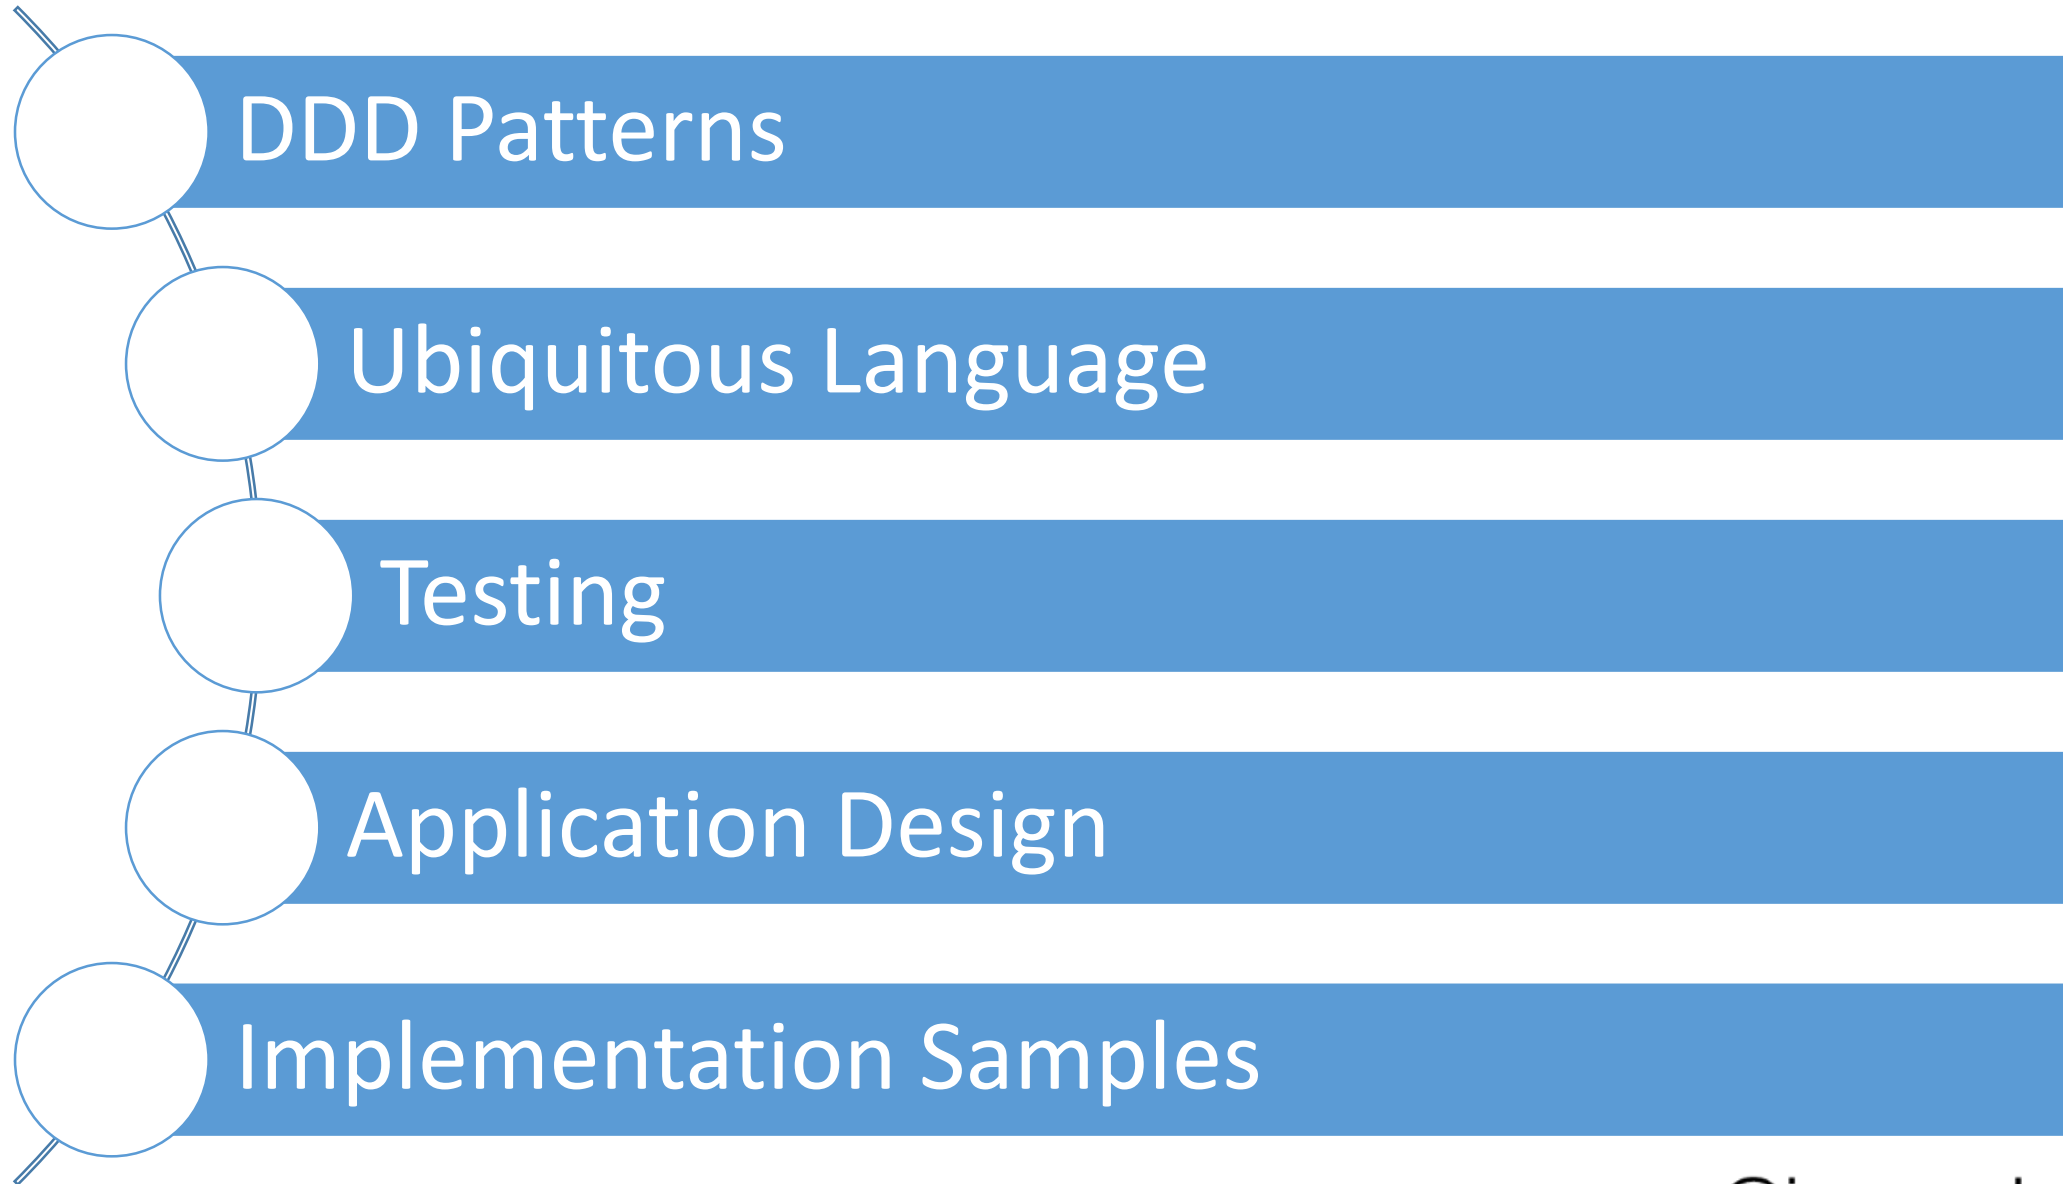 DDD Patterns
Ubiquitous Language
Testing
Application Design
Implementation Samples